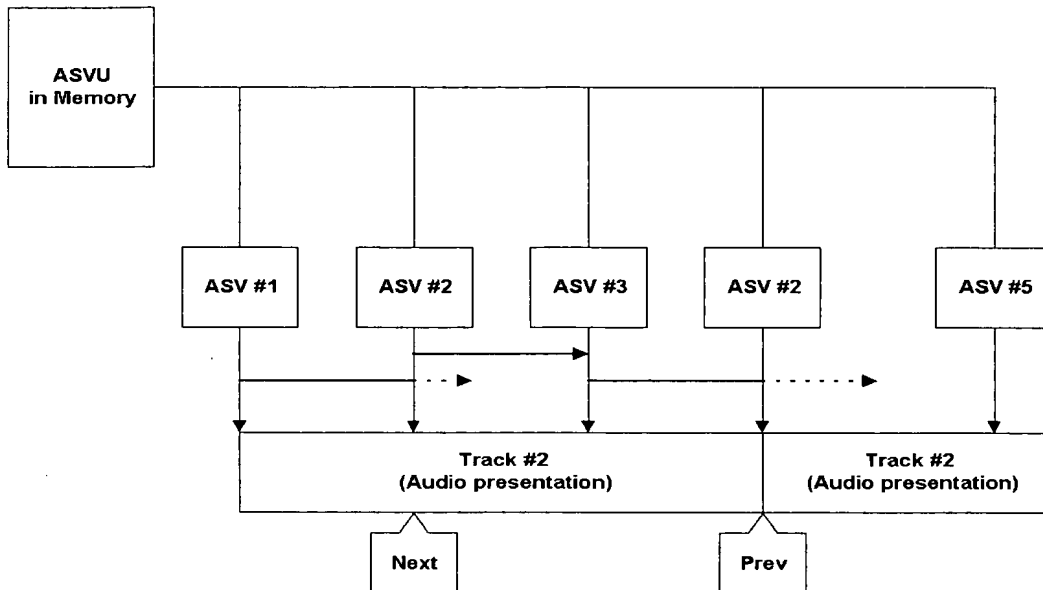 ASVU
in Memory
ASV #1
ASV #2
ASV #3
ASV #2
ASV #5
Track #2
(Audio presentation)
Track #2
(Audio presentation)
Next
Prev